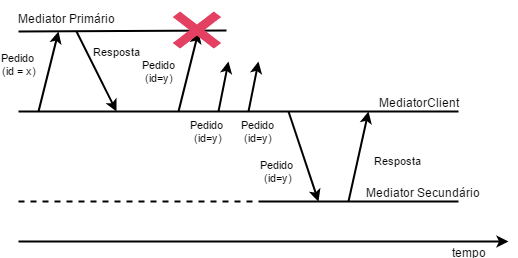 Mediator Primário
Pedido
(id = x)
Resposta
Pedido
(id=y)
MediatorClient
Pedido
(id=y)
Pedido
(id=y)
Pedido
(id=y)
Resposta
Mediator Secundário
tempo